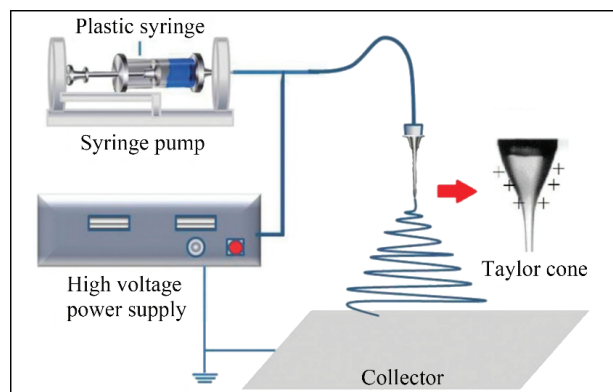 Plastic syringe
Syringe pump
High voltage
power supply
Taylor cone
Collector